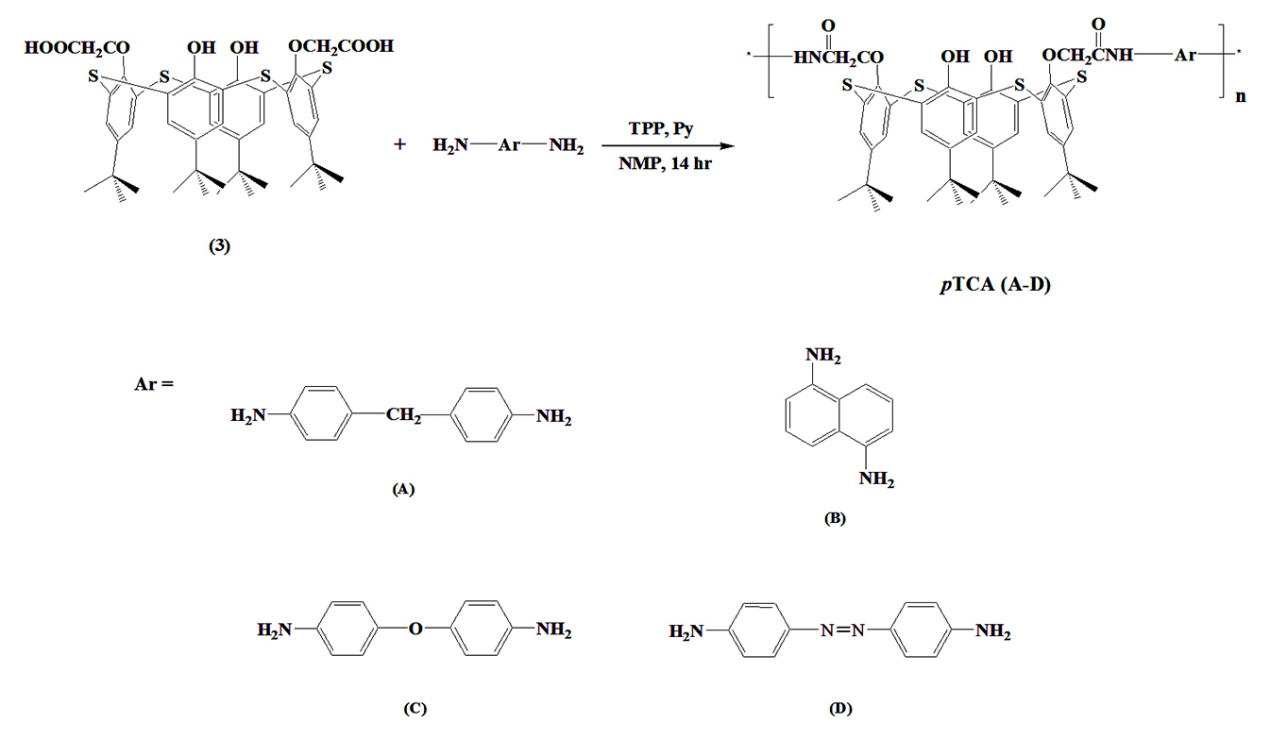 HOOCH₂CO OH OH OCH₂COOH
S S S S
+ H₂N—Ar—NH₂
TPP, Py
NMP, 14 hr
(3)
O O
* HNCH₂CO OH OH OCH₂CNH Ar * n
S S S S
pTCA (A-D)
Ar =
H₂N CH₂ NH₂
(A)
NH₂
NH₂
(B)
H₂N O NH₂
(C)
H₂N N=N NH₂
(D)